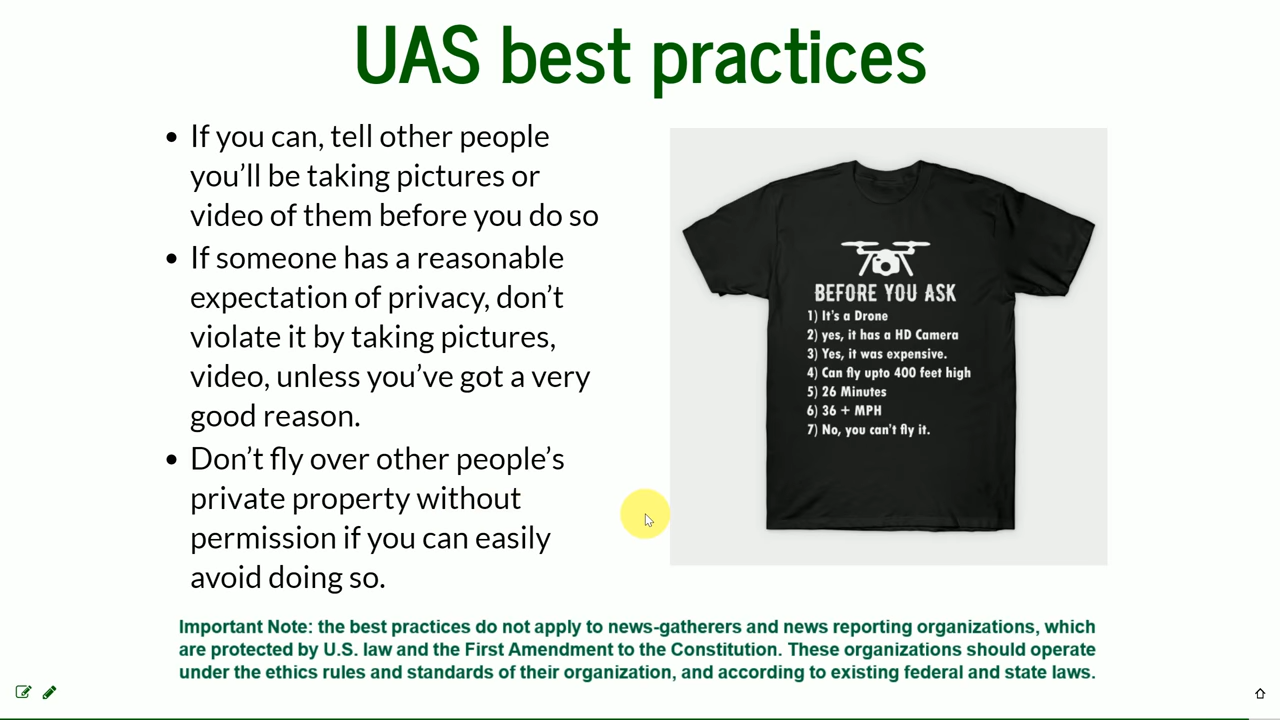 UAS best practices
• If you can, tell other people
you’ll be taking pictures or
video of them before you do so
• If someone has a reasonable
expectation of privacy, don’t
violate it by taking pictures,
video, unless you’ve got a very
good reason.
• Don’t fly over other people’s
private property without
permission if you can easily
avoid doing so.
BEFORE YOU ASK
1) It's a Drone
2) yes, it has a HD Camera
3) Yes, it was expensive.
4) Can fly upto 400 feet high
5) 26 Minutes
6) 36 + MPH
7) No, you can't fly it.
Important Note: the best practices do not apply to news-gatherers and news reporting organizations, which
are protected by U.S. law and the First Amendment to the Constitution. These organizations should operate
under the ethics rules and standards of their organization, and according to existing federal and state laws.